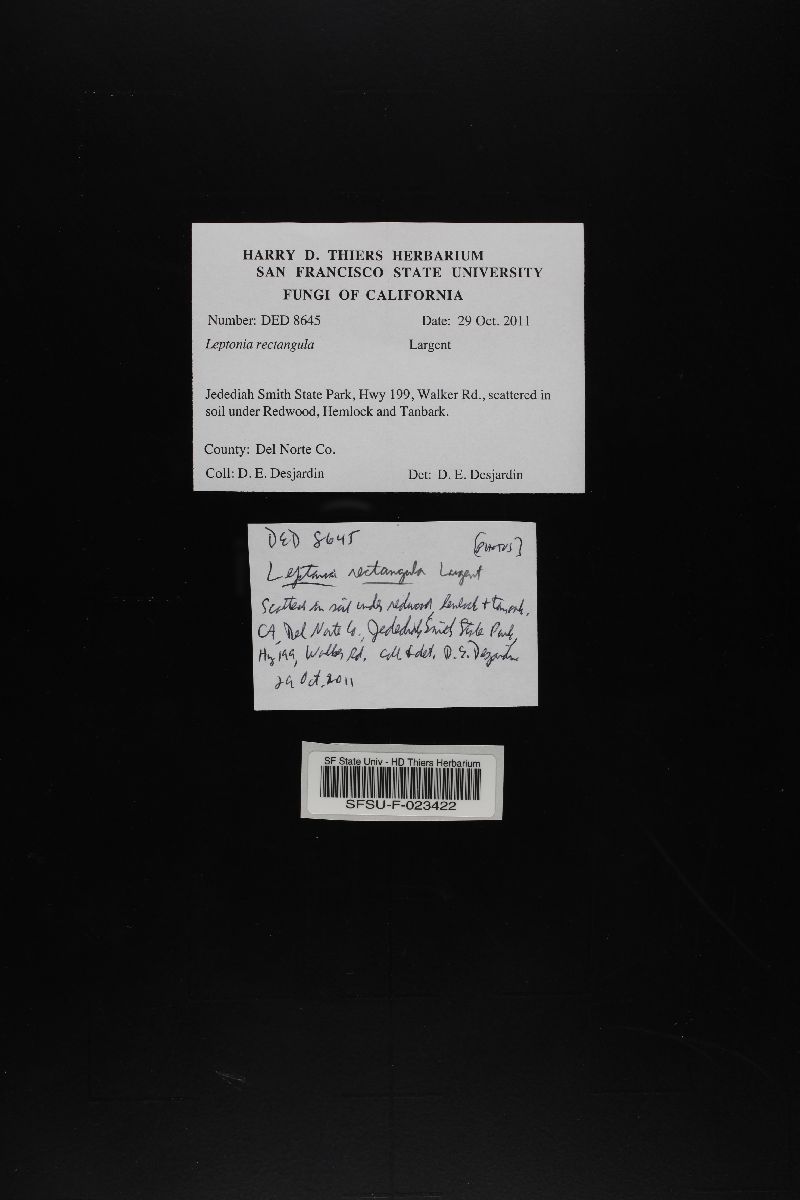 HARRY D. THIERS HERBARIUM
SAN FRANCISCO STATE UNIVERSITY
FUNGI OF CALIFORNIA
Number: DED 8645 Date: 29 Oct. 2011
Leptonia rectangula Largent
Jedediah Smith State Park, Hwy 199, Walker Rd., scattered in
soil under Redwood, Hemlock and Tanbark.
County: Del Norte Co.
Coll: D. E. Desjardin Det: D. E. Desjardin
DED 8645 [PHOTOS]
Leptonia rectangula Largent
Scattered in soil under redwood, hemlock + tanoak,
CA, Del Norte Co., Jedediah Smith State Park,
Hwy 199, Walker Rd. coll + det. D. E. Desjardin
29 Oct. 2011
SF State Univ - HD Thiers Herbarium
SFSU-F-023422